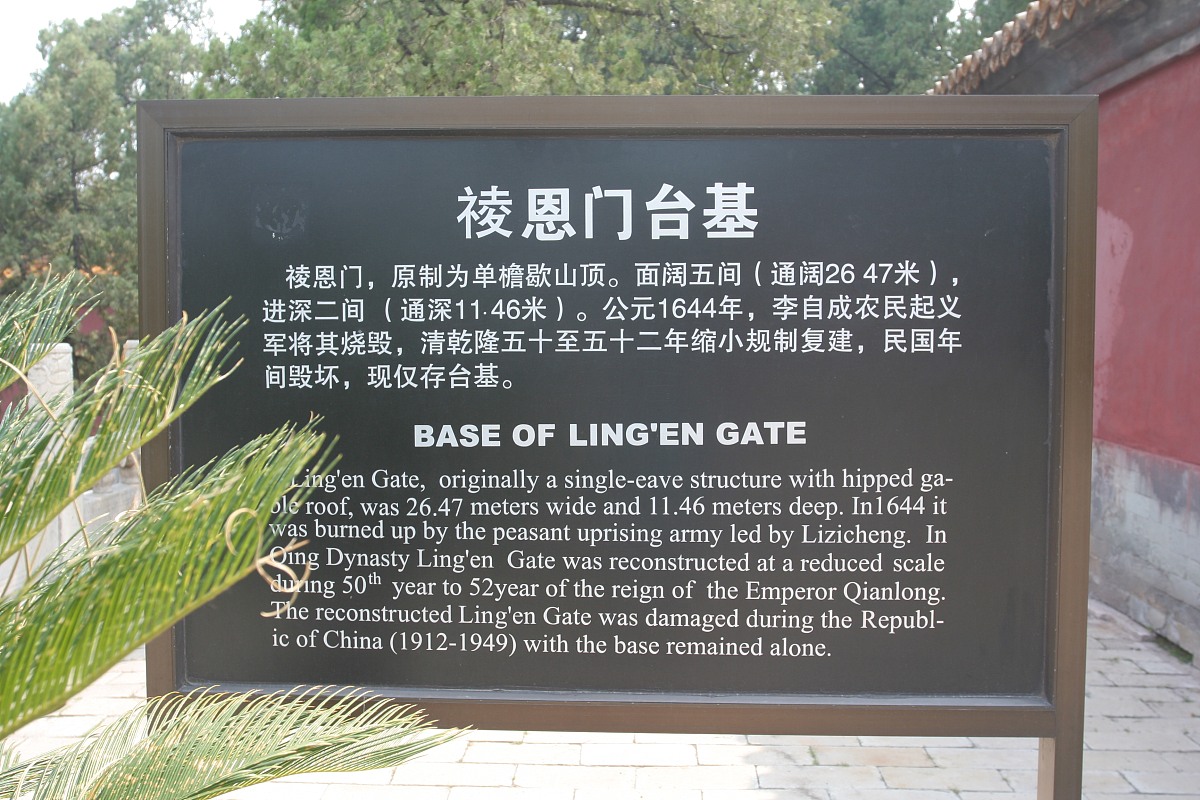 祾恩门台基
祾恩门，原制为单檐歇山顶。面阔五间（通阔26 47米），
进深二间（通深11·46米）。公元1644年，李自成农民起义
军将其烧毁，清乾隆五十至五十二年缩小规制复建，民国年
间毁坏，现仅存台基。
BASE OF LING'EN GATE
Ling'en Gate, originally a single-eave structure with hipped ga-
ble roof, was 26.47 meters wide and 11.46 meters deep. In1644 it
was burned up by the peasant uprising army led by Lizicheng. In
Qing Dynasty Ling'en Gate was reconstructed at a reduced scale
during 50th year to 52year of the reign of the Emperor Qianlong.
The reconstructed Ling'en Gate was damaged during the Republ-
ic of China (1912-1949) with the base remained alone.